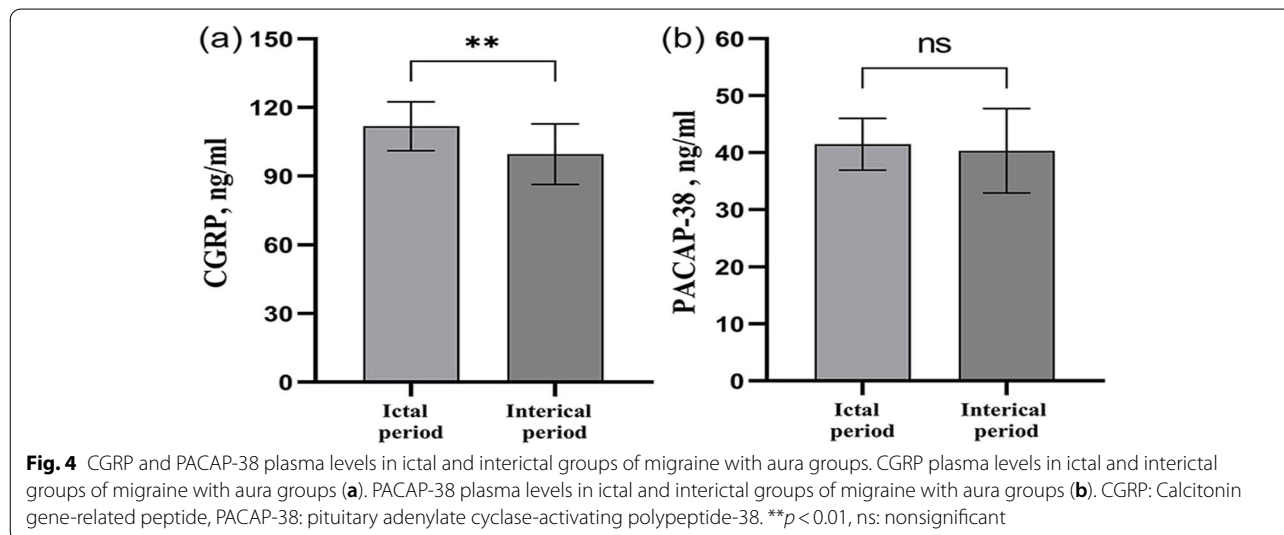 (a)
150
120
90
60
30
0
CGRP, ng/ml
**
Ictal
period
Interical
period
(b)
60
50
40
30
20
10
0
PACAP-38 , ng/ml
ns
Ictal
period
Interical
period
Fig. 4 CGRP and PACAP-38 plasma levels in ictal and interictal groups of migraine with aura groups. CGRP plasma levels in ictal and interictal
groups of migraine with aura groups (a). PACAP-38 plasma levels in ictal and interictal groups of migraine with aura groups (b). CGRP: Calcitonin
gene-related peptide, PACAP-38: pituitary adenylate cyclase-activating polypeptide-38. **p < 0.01, ns: nonsignificant